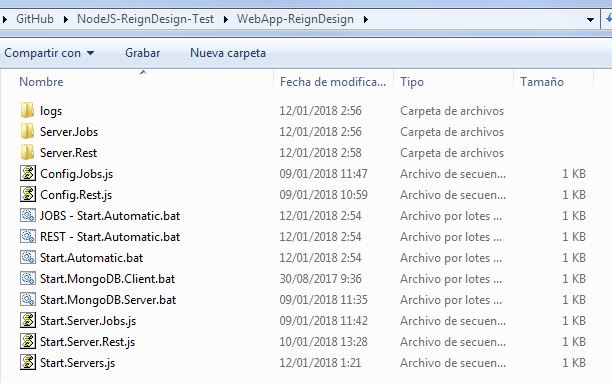 GitHub NodeJS-ReignDesign-Test WebApp-ReignDesign
Compartir con Grabar Nueva carpeta
Nombre Fecha de modifica... Tipo Tamaño
logs 12/01/2018 2:56 Carpeta de archivos
Server.Jobs 12/01/2018 2:56 Carpeta de archivos
Server.Rest 12/01/2018 2:58 Carpeta de archivos
Config.Jobs.js 09/01/2018 11:47 Archivo de secuen... 1 KB
Config.Rest.js 09/01/2018 10:59 Archivo de secuen... 1 KB
JOBS - Start.Automatic.bat 12/01/2018 2:54 Archivo por lotes ... 1 KB
REST - Start.Automatic.bat 12/01/2018 2:54 Archivo por lotes ... 1 KB
Start.Automatic.bat 12/01/2018 2:54 Archivo por lotes ... 1 KB
Start.MongoDB.Client.bat 30/08/2017 9:36 Archivo por lotes ... 1 KB
Start.MongoDB.Server.bat 09/01/2018 11:35 Archivo por lotes ... 1 KB
Start.Server.Jobs.js 09/01/2018 11:42 Archivo de secuen... 1 KB
Start.Server.Rest.js 10/01/2018 13:28 Archivo de secuen... 1 KB
Start.Servers.js 12/01/2018 1:21 Archivo de secuen... 1 KB